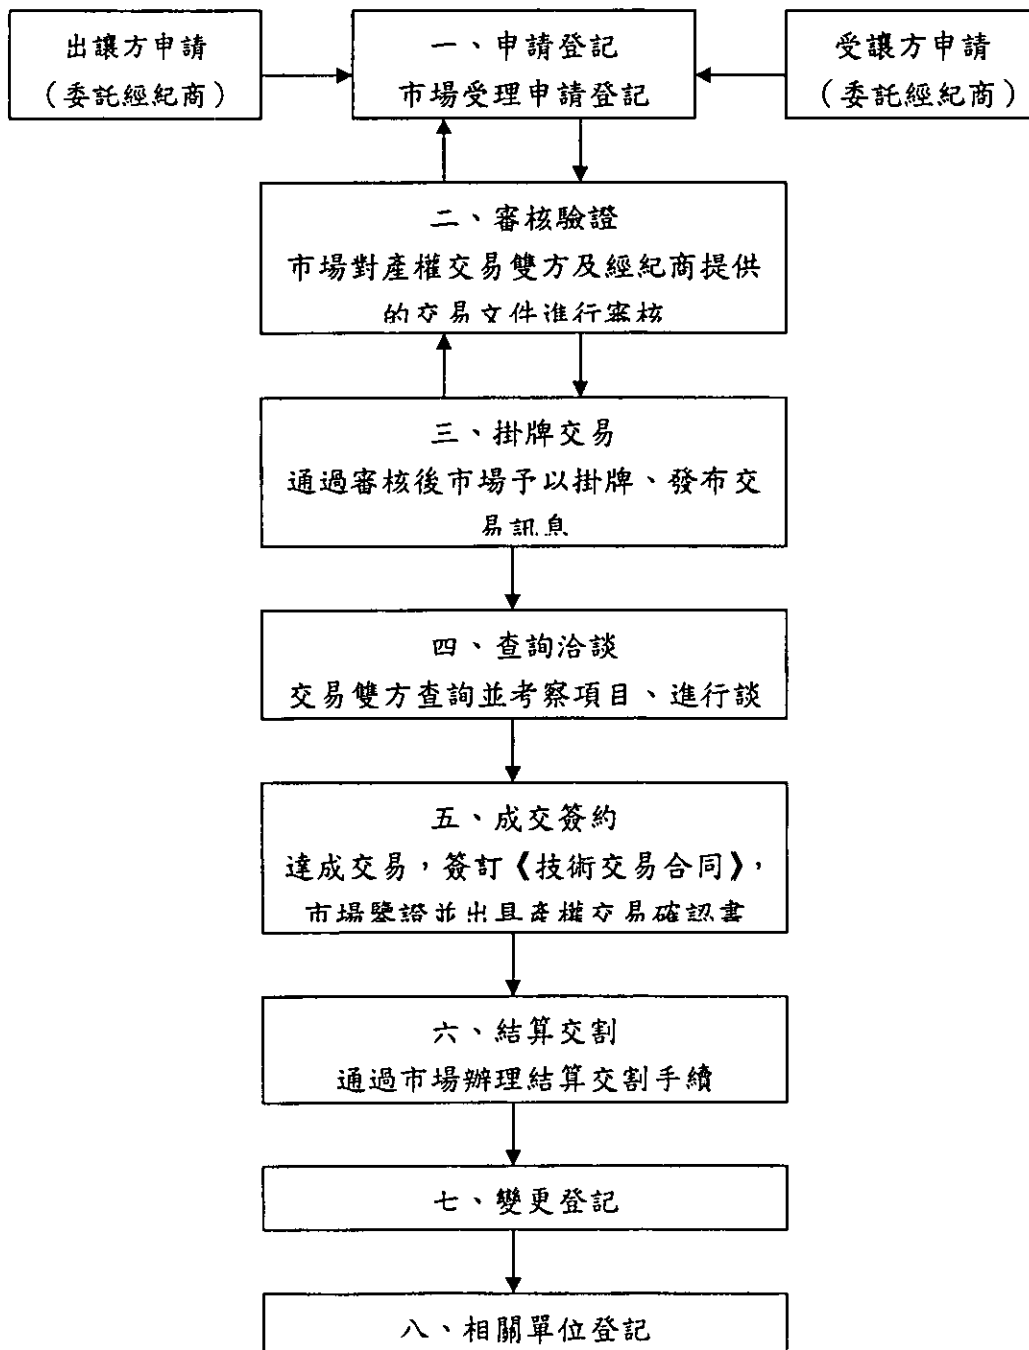 出讓方申請
（委託經紀商）
一、申請登記
市場受理申請登記
受讓方申請
（委託經紀商）
二、審核驗證
市場對產權交易雙方及經紀商提供
的交易文件進行審核
三、掛牌交易
通過審核後市場予以掛牌、發布交
易訊息
四、查詢洽談
交易雙方查詢並考察項目、進行談
五、成交簽約
達成交易，簽訂《技術交易合同》，
市場鑒證並出具產權交易確認書
六、結算交割
通過市場辦理結算交割手續
七、變更登記
八、相關單位登記